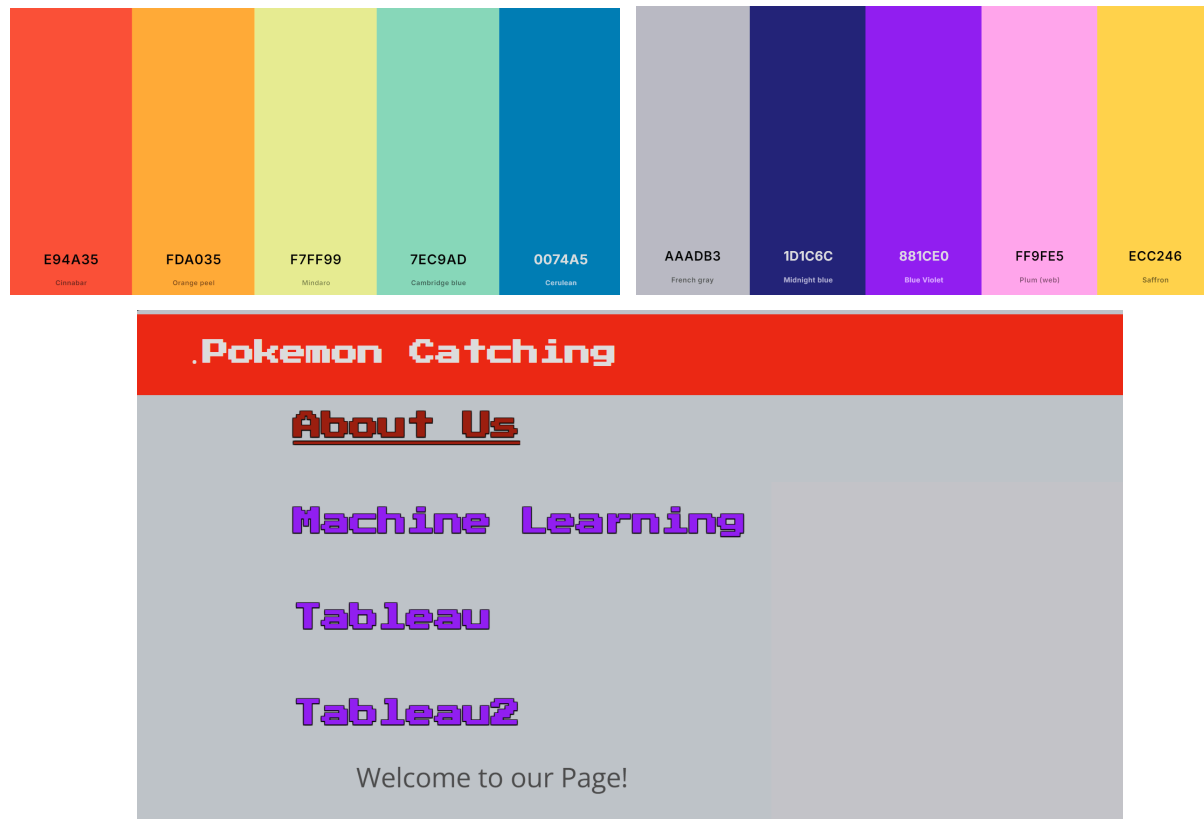 E94A35 FDA035 F7FF99 7EC9AD 0074A5
Cinnabar Orange peel Mindaro Cambridge blue Cerulean
AAADB3 1D1C6C 881CE0 FF9FE5 ECC246
French gray Midnight blue Blue Violet Plum (web) Saffron
.Pokemon Catching
About Us
Machine Learning
Tableau
Tableau2
Welcome to our Page!